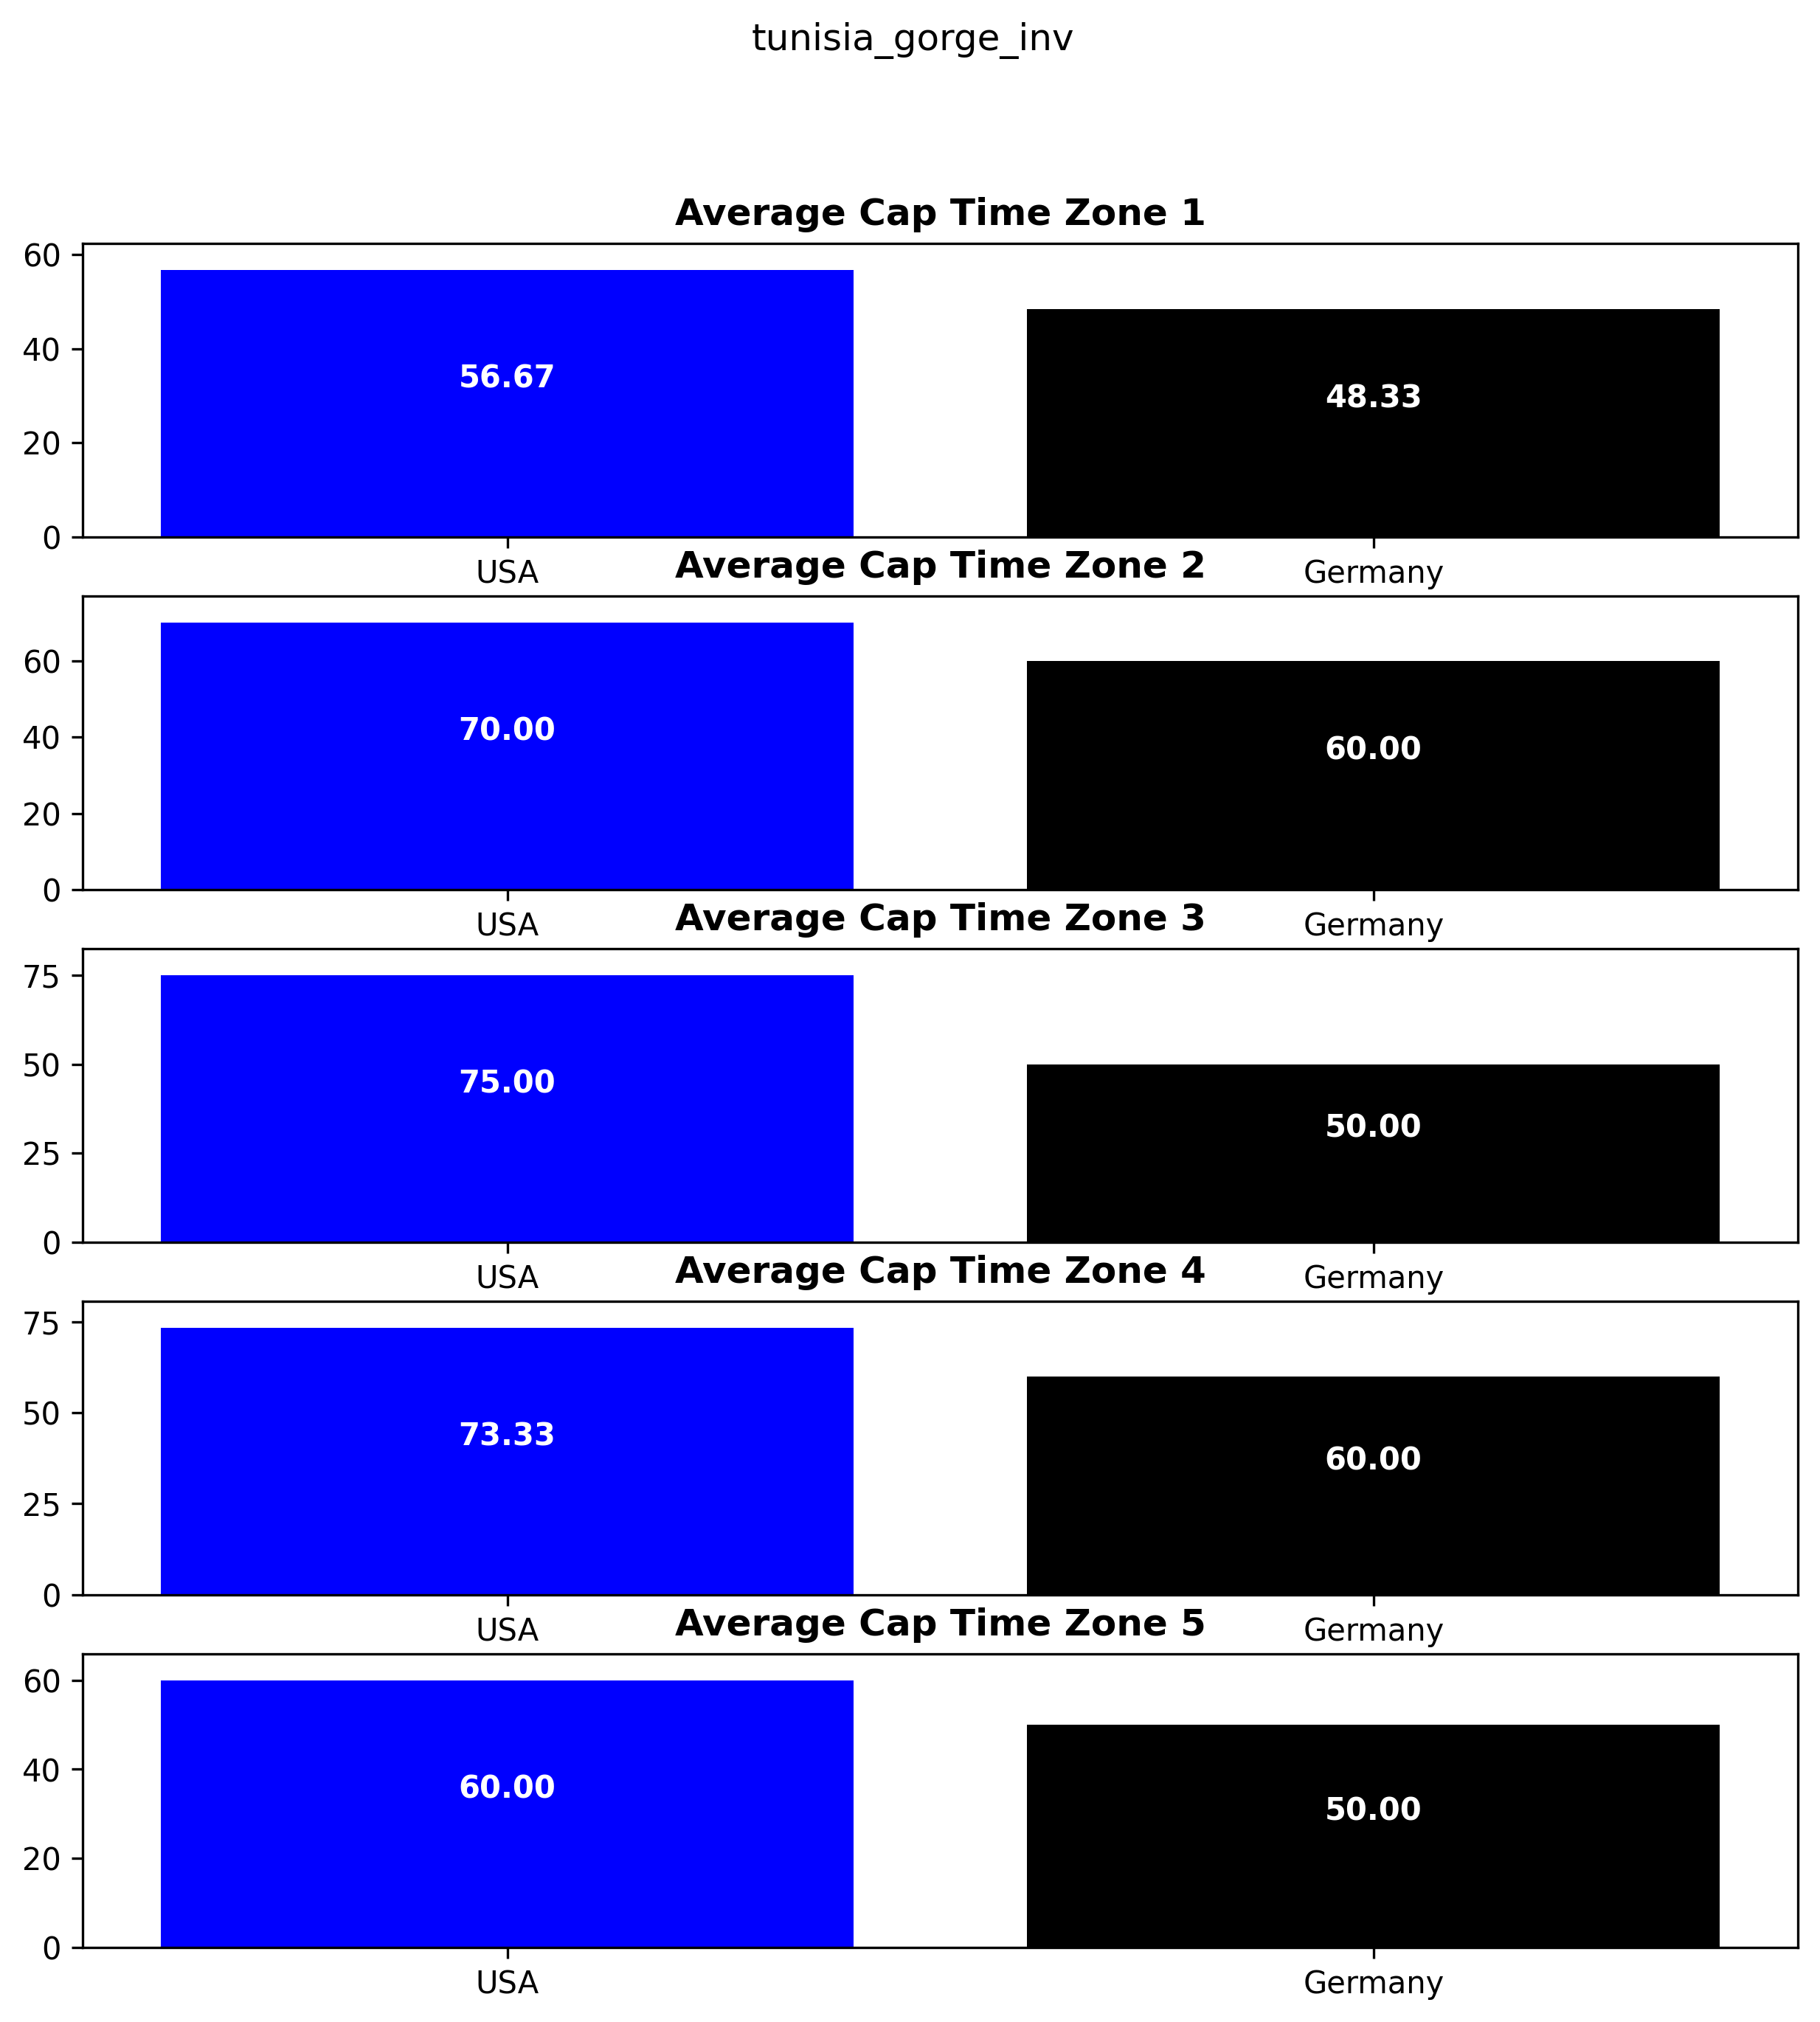 tunisia_gorge_inv
Average Cap Time Zone 1
60
40
20
0
56.67
48.33
USA
Germany
Average Cap Time Zone 2
60
40
20
0
70.00
60.00
USA
Germany
Average Cap Time Zone 3
75
50
25
0
75.00
50.00
USA
Germany
Average Cap Time Zone 4
75
50
25
0
73.33
60.00
USA
Germany
Average Cap Time Zone 5
60
40
20
0
60.00
50.00
USA
Germany